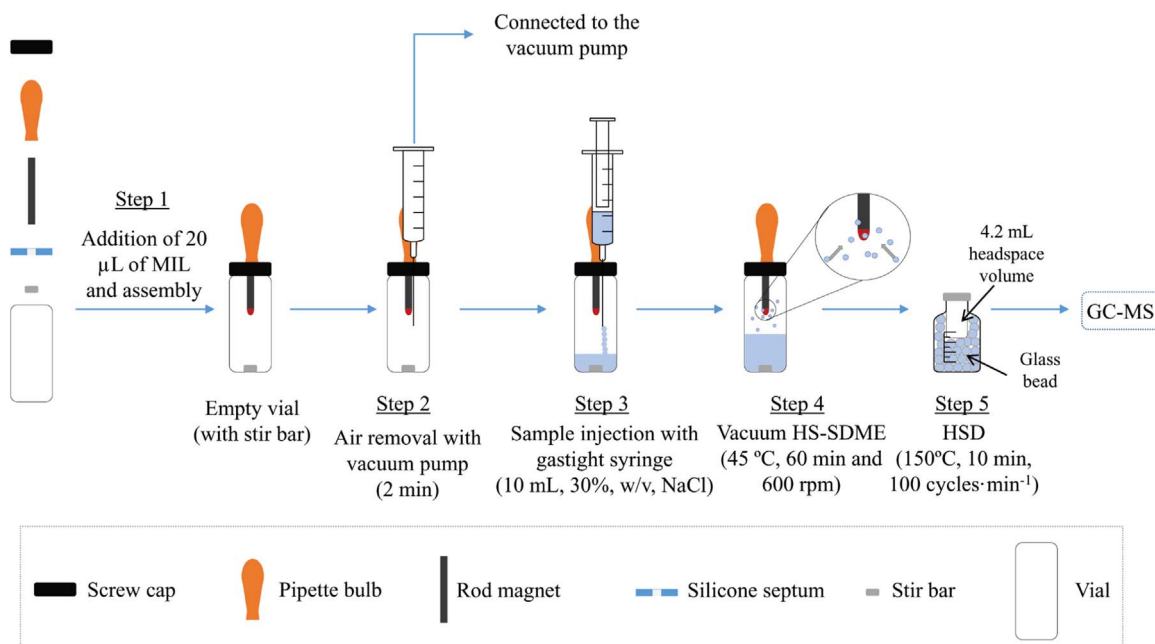 Connected to the
vacuum pump
Step 1
Addition of 20
µL of MIL
and assembly
4.2 mL
headspace
volume
GC-MS
Glass
bead
Empty vial
(with stir bar)
Step 2
Air removal with
vacuum pump
(2 min)
Step 3
Sample injection with
gastight syringe
(10 mL, 30%, w/v, NaCl)
Step 4
Vacuum HS-SDME
(45 ºC, 60 min and
600 rpm)
Step 5
HSD
(150ºC, 10 min,
100 cycles·min⁻¹)
Screw cap
Pipette bulb
Rod magnet
Silicone septum
Stir bar
Vial